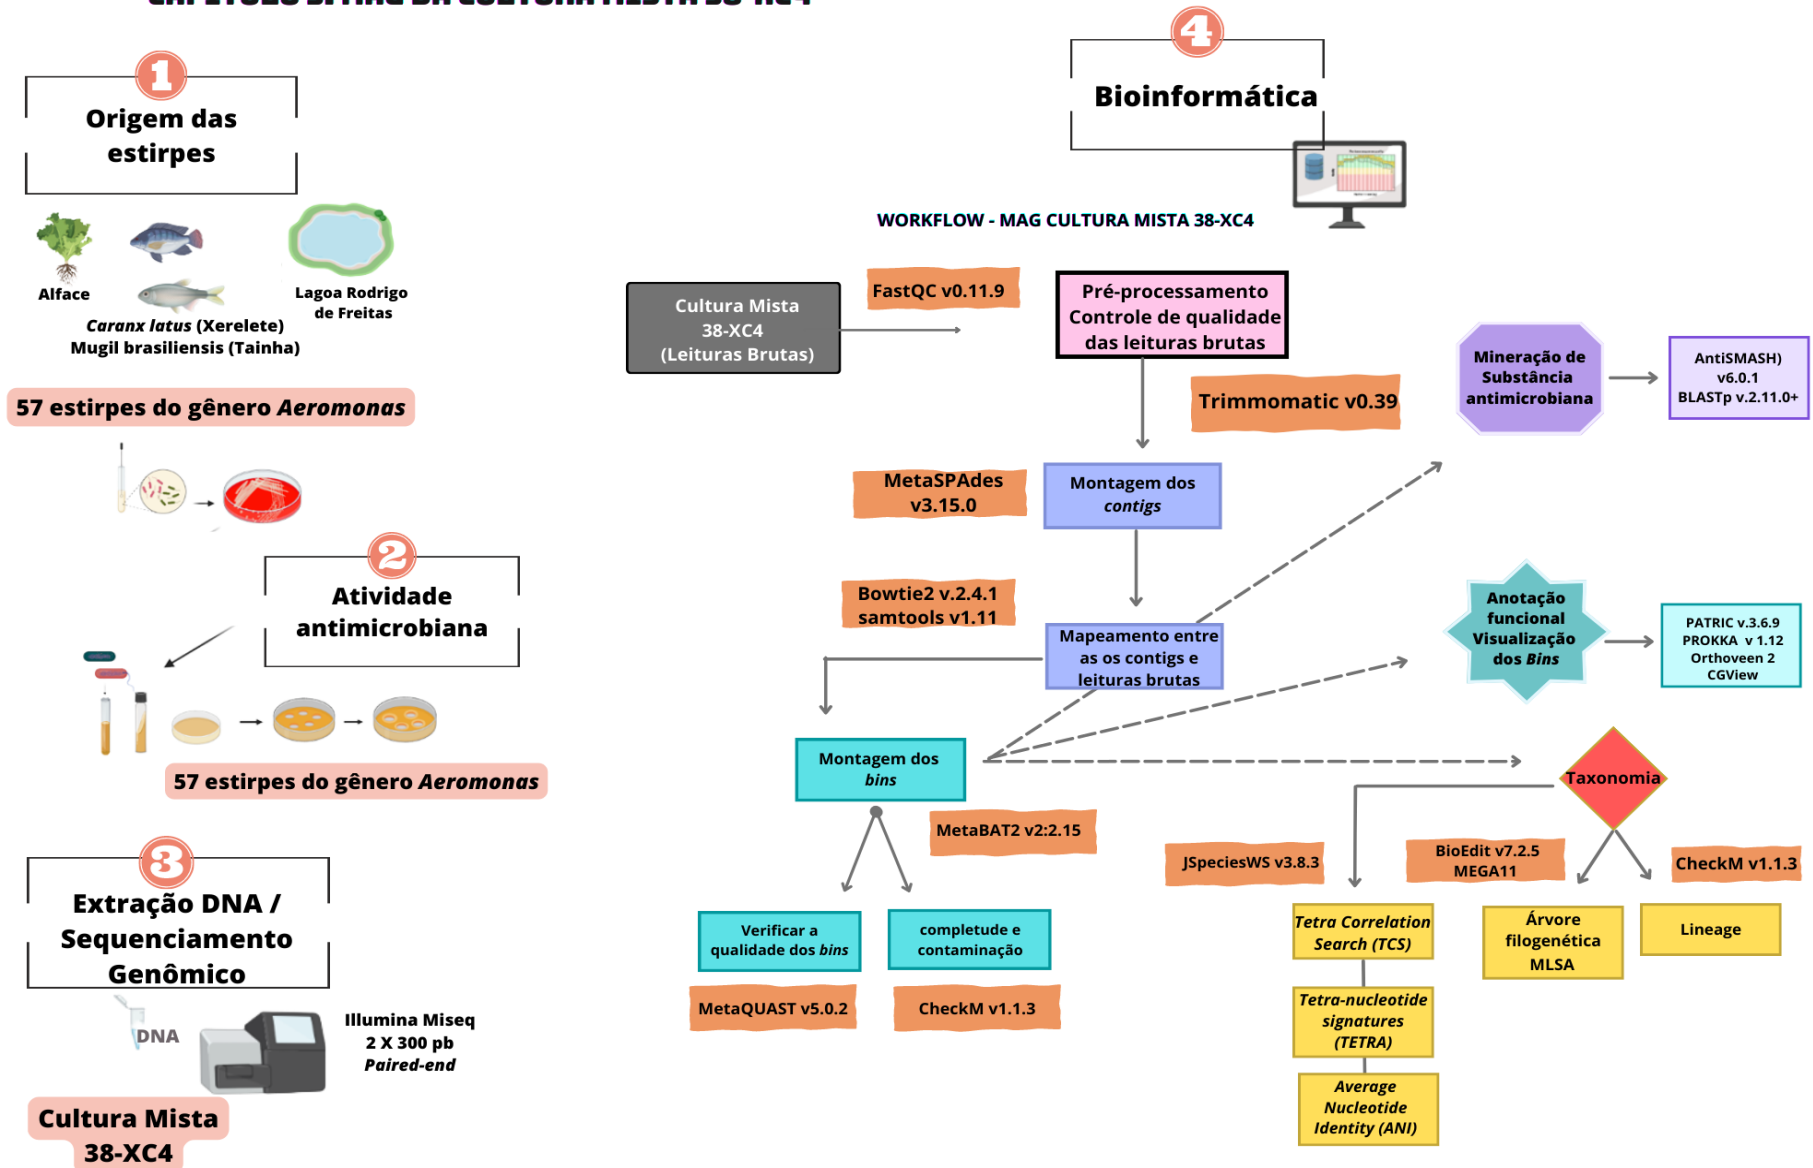 1
Origem das
estirpes
Alface
Lagoa Rodrigo
de Freitas
Caranx latus (Xerelete)
Mugil brasiliensis (Tainha)
57 estirpes do gênero Aeromonas
2
Atividade
antimicrobiana
57 estirpes do gênero Aeromonas
3
Extração DNA /
Sequenciamento
Genômico
DNA
Illumina Miseq
2 X 300 pb
Paired-end
Cultura Mista
38-XC4
4
Bioinformática
WORKFLOW - MAG CULTURA MISTA 38-XC4
Cultura Mista
38-XC4
(Leituras Brutas)
FastQC v0.11.9
Pré-processamento
Controle de qualidade
das leituras brutas
Trimmomatic v0.39
MetaSPAdes
v3.15.0
Montagem dos
contigs
Bowtie2 v.2.4.1
samtools v1.11
Mapeamento entre
as os contigs e
leituras brutas
Montagem dos
bins
MetaBAT2 v2:2.15
Verificar a
qualidade dos bins
completude e
contaminação
MetaQUAST v5.0.2
CheckM v1.1.3
Mineração de
Substância
antimicrobiana
AntiSMASH)
v6.0.1
BLASTp v.2.11.0+
Anotação
funcional
Visualização
dos Bins
PATRIC v.3.6.9
PROKKA v 1.12
Orthoveen 2
CGView
Taxonomia
JSpeciesWS v3.8.3
BioEdit v7.2.5
MEGA11
CheckM v1.1.3
Tetra Correlation
Search (TCS)
Árvore
filogenética
MLSA
Lineage
Tetra-nucleotide
signatures
(TETRA)
Average
Nucleotide
Identity (ANI)